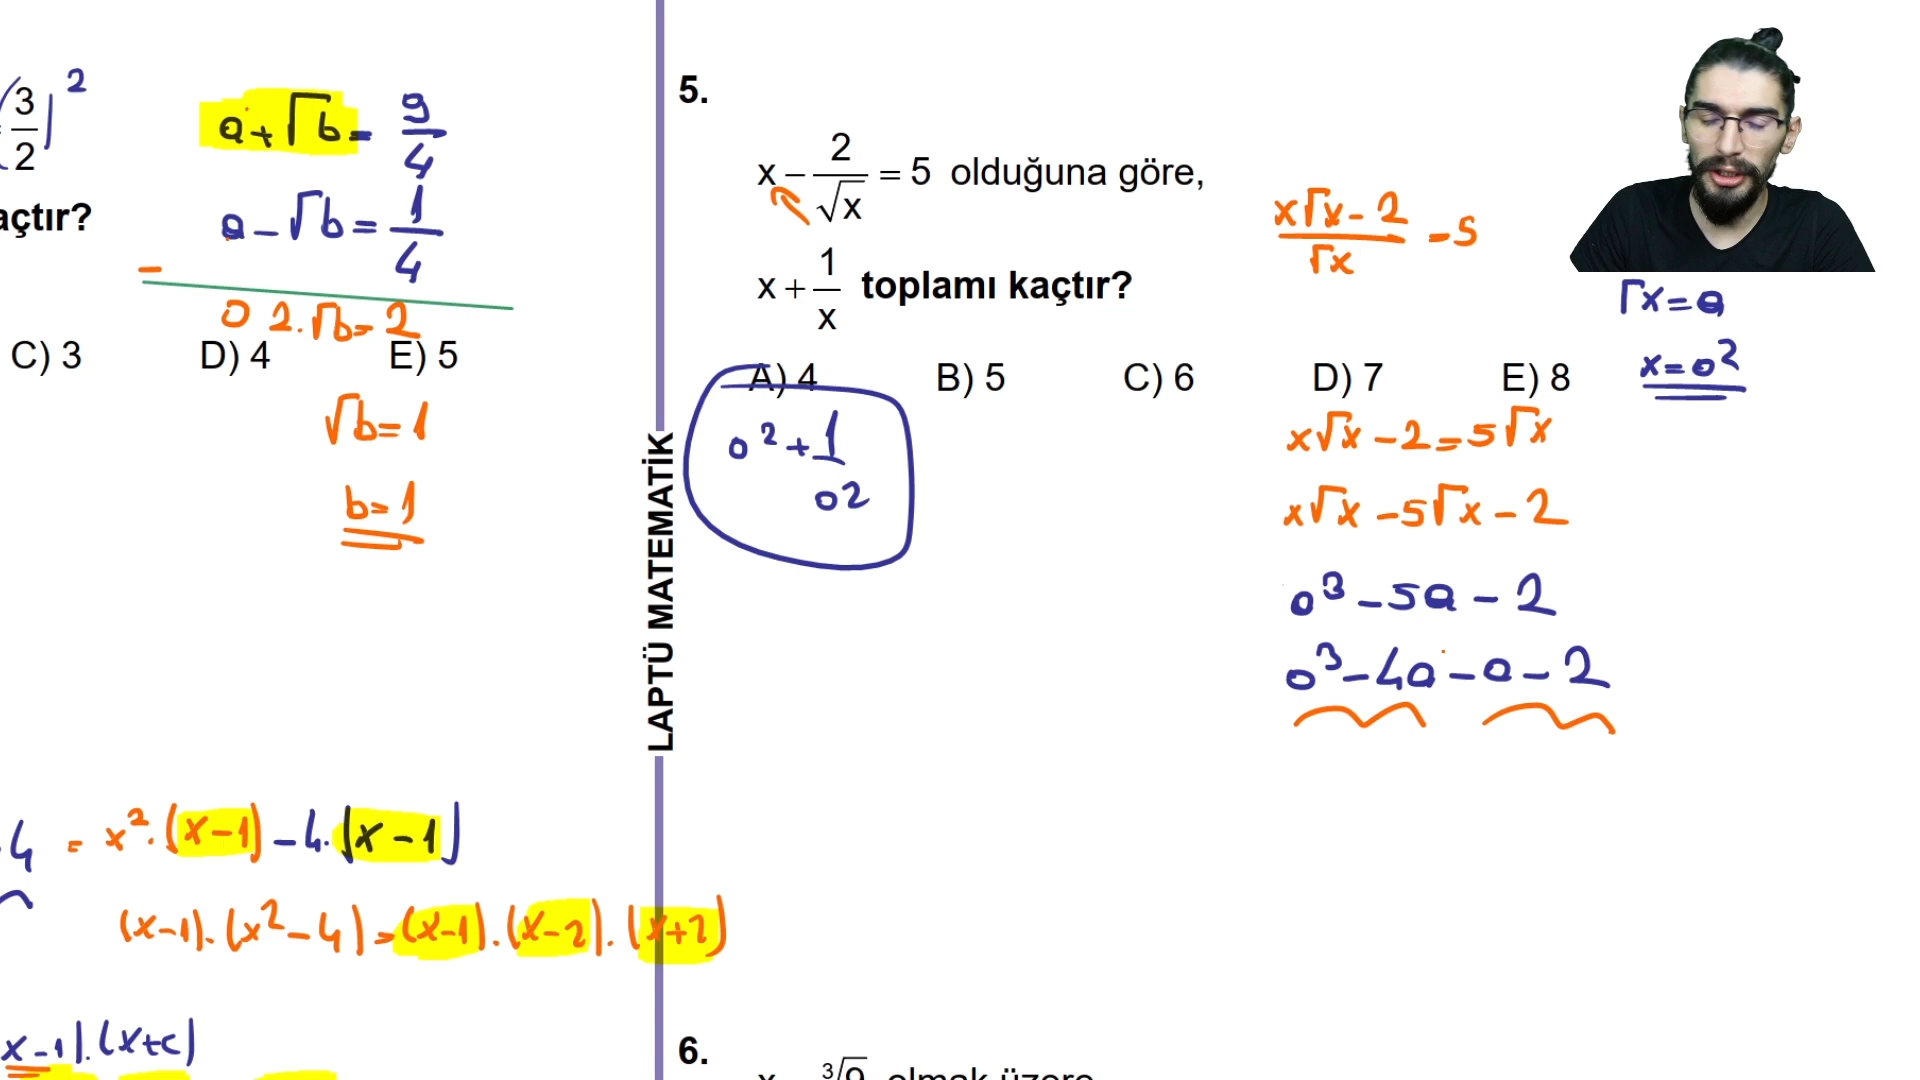 (3/2)²
açtır?
a+√b=9/4
a-√b=1/4
-
0 2.√b=2
C) 3 D) 4 E) 5
√b=1
b=1
4 = x².(x-1)-4.(x-1)
(x-1).(x²-4)=(x-1).(x-2).(x+2)
x-1).(x+c)
LAPTÜ MATEMATİK
5.
x - 2/√x = 5 olduğuna göre,
x + 1/x toplamı kaçtır?
A) 4 B) 5 C) 6 D) 7 E) 8
a²+1/a²
x√x-2/√x =5
√x=a
x=a²
x√x-2=5√x
x√x-5√x-2
a³-5a-2
a³-4a-a-2
6.